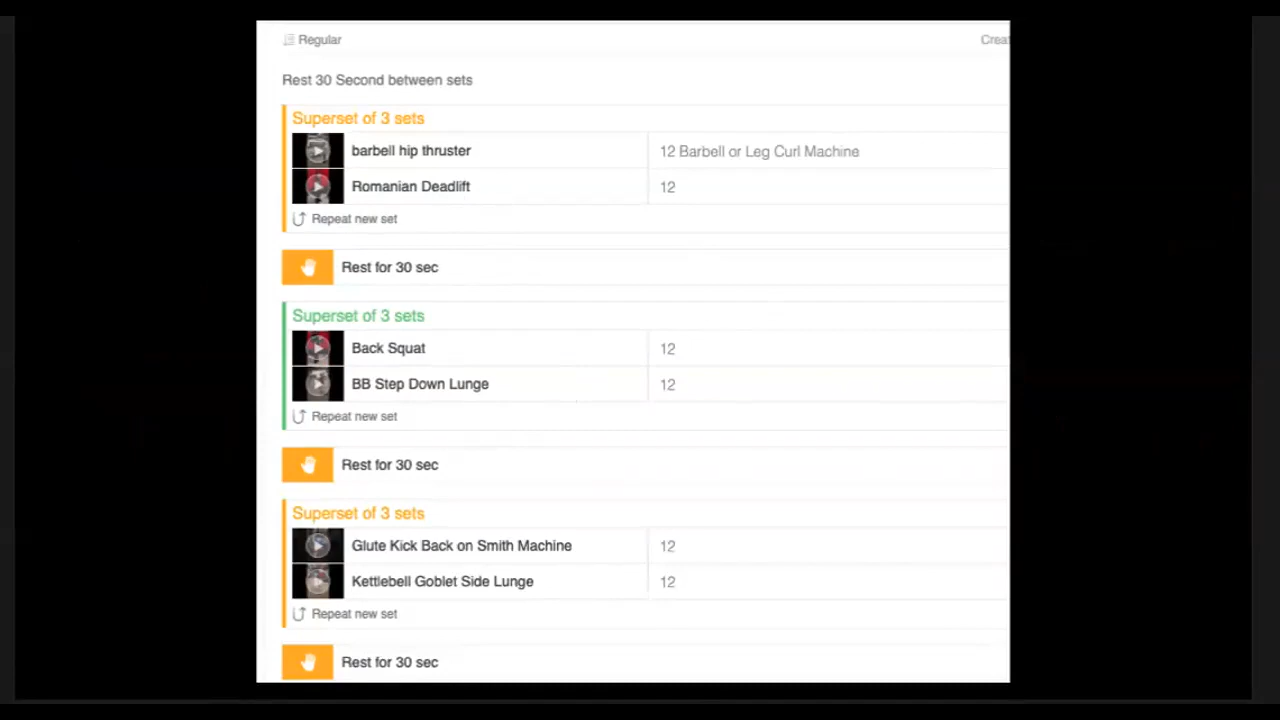 Regular
Creat
Rest 30 Second between sets
Superset of 3 sets
barbell hip thruster
12 Barbell or Leg Curl Machine
Romanian Deadlift
12
Repeat new set
Rest for 30 sec
Superset of 3 sets
Back Squat
12
BB Step Down Lunge
12
Repeat new set
Rest for 30 sec
Superset of 3 sets
Glute Kick Back on Smith Machine
12
Kettlebell Goblet Side Lunge
12
Repeat new set
Rest for 30 sec